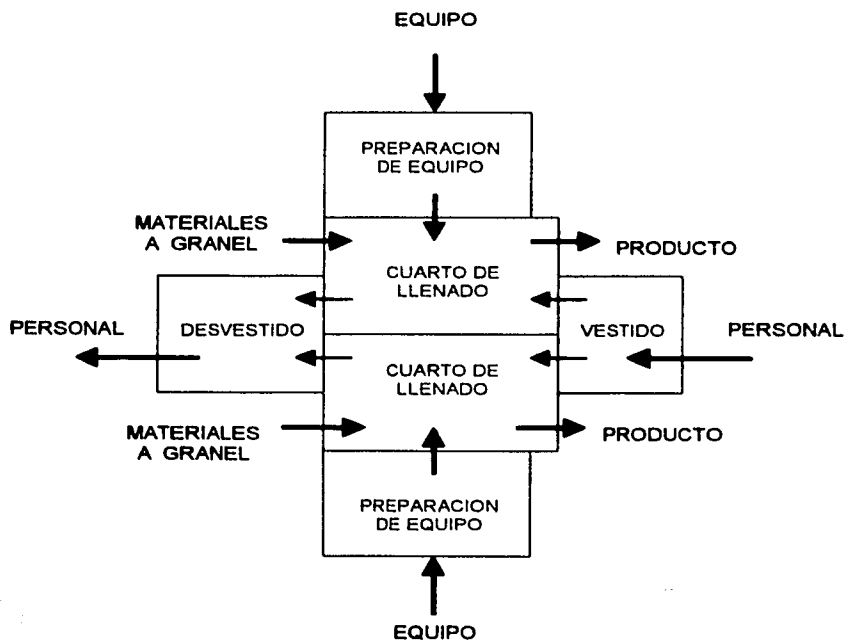 EQUIPO
PREPARACION
DE EQUIPO
MATERIALES
A GRANEL
PRODUCTO
CUARTO DE
LLENADO
PERSONAL
DESVESTIDO
VESTIDO
PERSONAL
CUARTO DE
LLENADO
MATERIALES
A GRANEL
PRODUCTO
PREPARACION
DE EQUIPO
EQUIPO